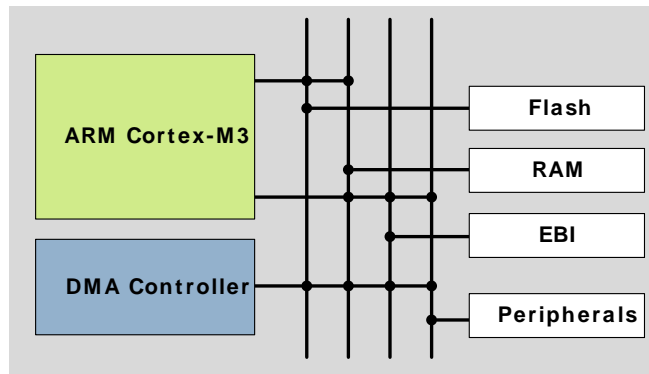 ARM Cortex-M3
DMA Controller
Flash
RAM
EBI
Peripherals